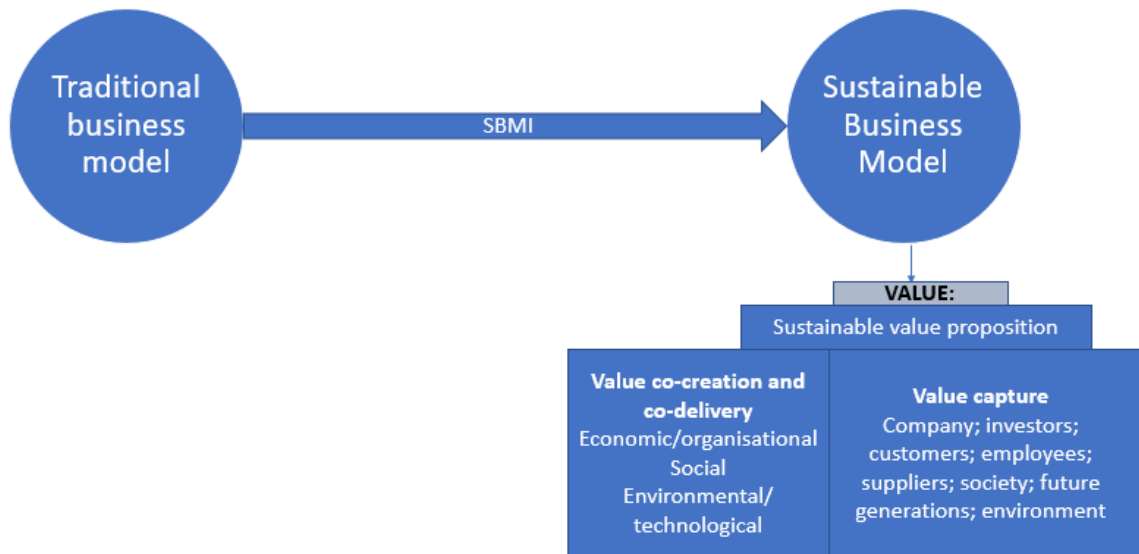 Traditional
business
model
SBMI
Sustainable
Business
Model
VALUE:
Sustainable value proposition
Value co-creation and
co-delivery
Economic/organisational
Social
Environmental/
technological
Value capture
Company; investors;
customers; employees;
suppliers; society; future
generations; environment